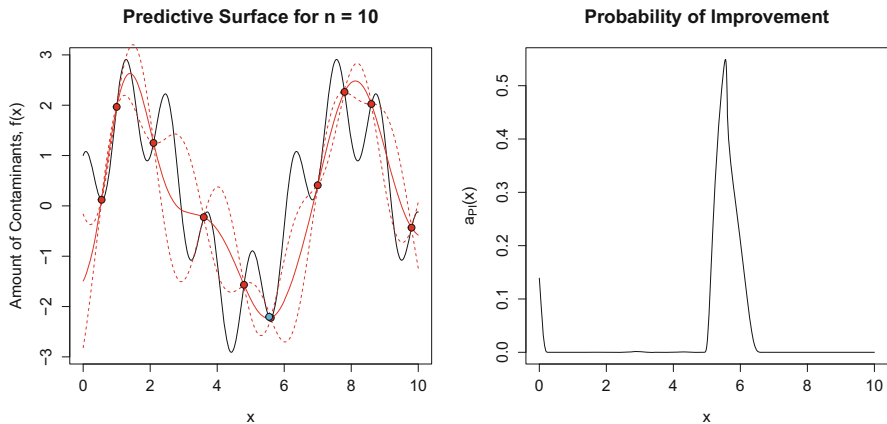 Predictive Surface for n = 10
Amount of Contaminants, f(x)
3
2
1
0
−1
−2
−3
0 2 4 6 8 10
x
Probability of Improvement
aPI(x)
0.5
0.4
0.3
0.2
0.1
0.0
0 2 4 6 8 10
x